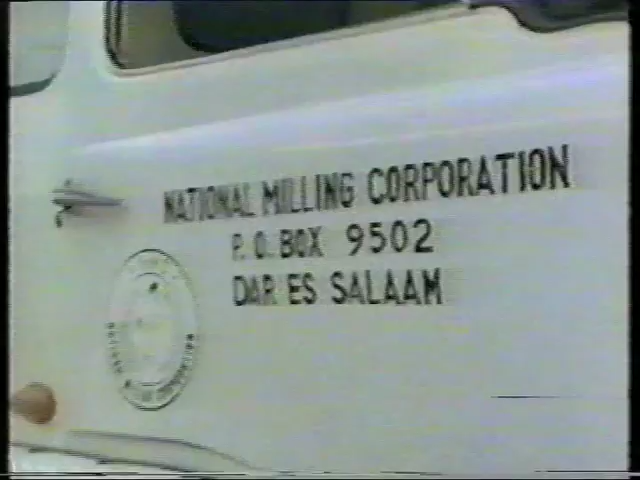 NATIONAL MILLING CORPORATION
P. O. BOX 9502
DAR ES SALAAM